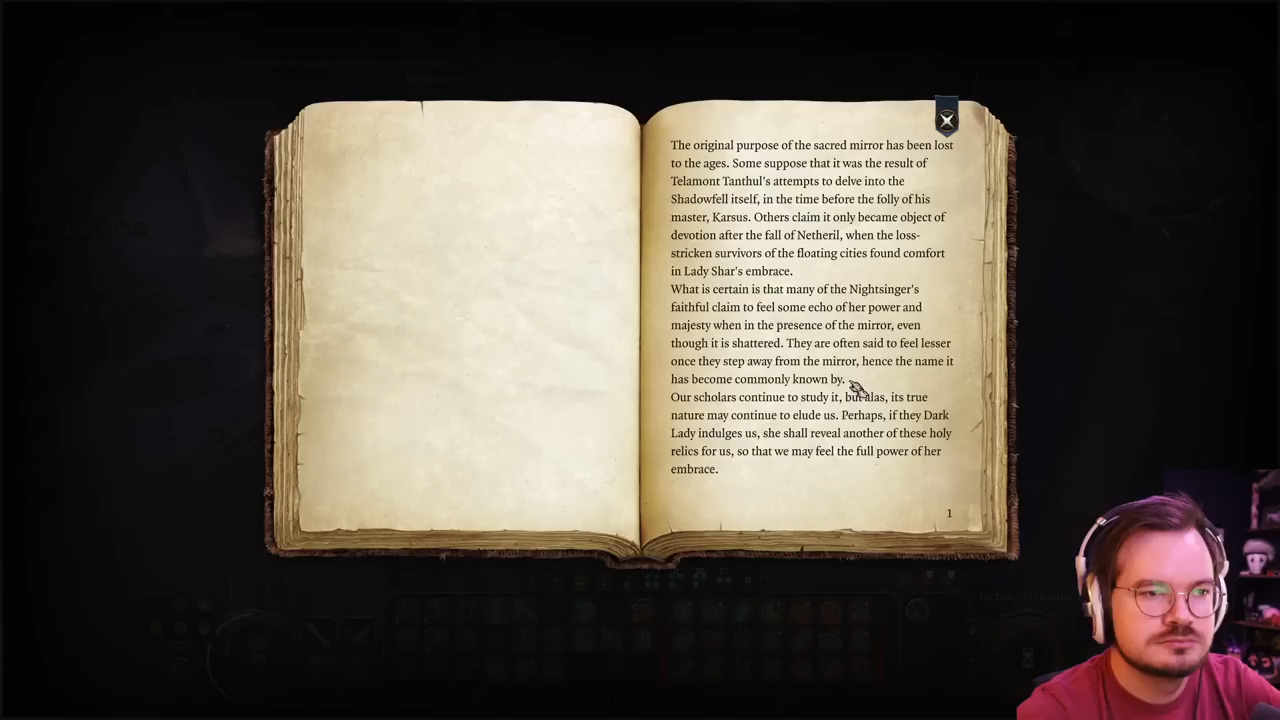 The original purpose of the sacred mirror has been lost
to the ages. Some suppose that it was the result of
Telamont Tanthul's attempts to delve into the
Shadowfell itself, in the time before the folly of his
master, Karsus. Others claim it only became object of
devotion after the fall of Netheril, when the loss-
stricken survivors of the floating cities found comfort
in Lady Shar's embrace.
What is certain is that many of the Nightsinger's
faithful claim to feel some echo of her power and
majesty when in the presence of the mirror, even
though it is shattered. They are often said to feel lesser
once they step away from the mirror, hence the name it
has become commonly known by.
Our scholars continue to study it, but alas, its true
nature may continue to elude us. Perhaps, if they Dark
Lady indulges us, she shall reveal another of these holy
relics for us, so that we may feel the full power of her
embrace.
1